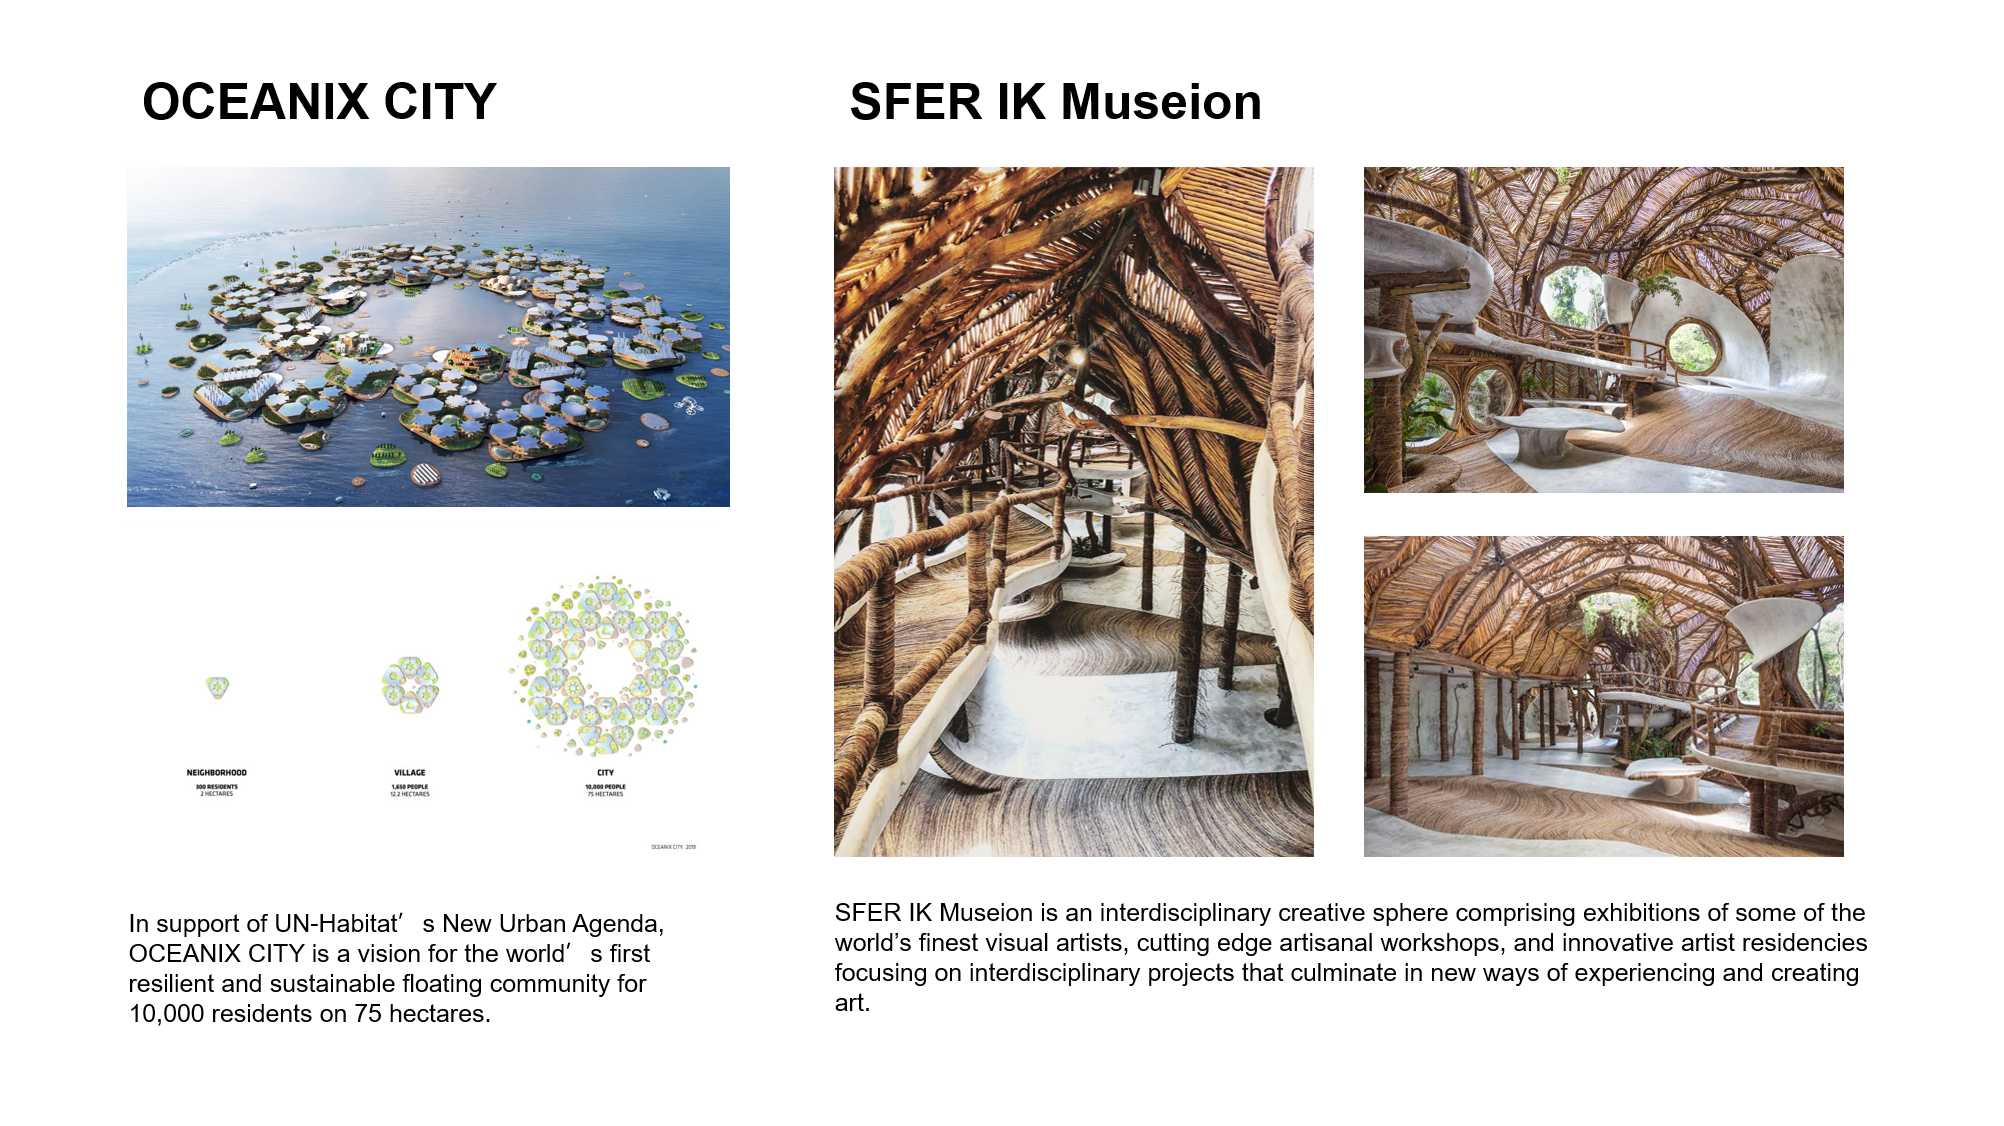 OCEANIX CITY
NEIGHBORHOOD
300 RESIDENTS
2 HECTARES
VILLAGE
1,650 PEOPLE
12.2 HECTARES
CITY
10,000 PEOPLE
75 HECTARES
OCEANIX CITY. 2019
In support of UN-Habitat′ s New Urban Agenda,
OCEANIX CITY is a vision for the world′ s first
resilient and sustainable floating community for
10,000 residents on 75 hectares.
SFER IK Museion
SFER IK Museion is an interdisciplinary creative sphere comprising exhibitions of some of the
world’s finest visual artists, cutting edge artisanal workshops, and innovative artist residencies
focusing on interdisciplinary projects that culminate in new ways of experiencing and creating
art.